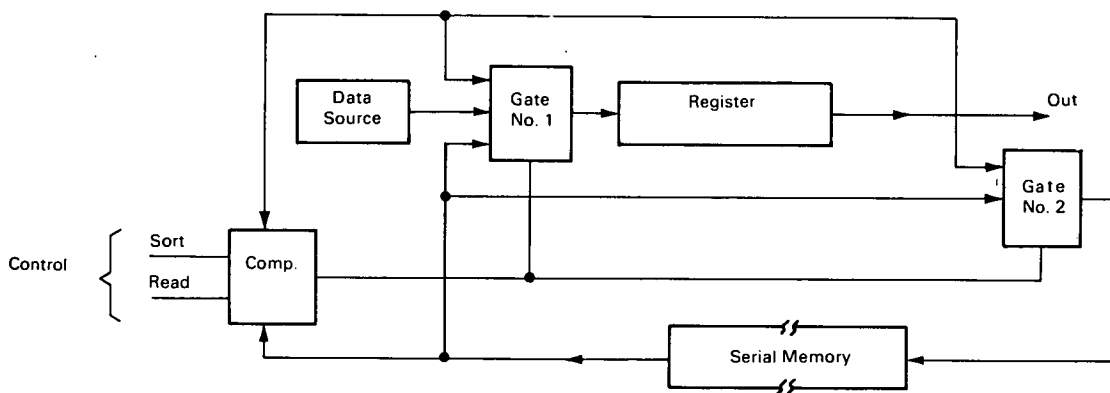 Data
Source
Gate
No. 1
Register
Out
Gate
No. 2
Control
Sort
Read
Comp.
Serial Memory